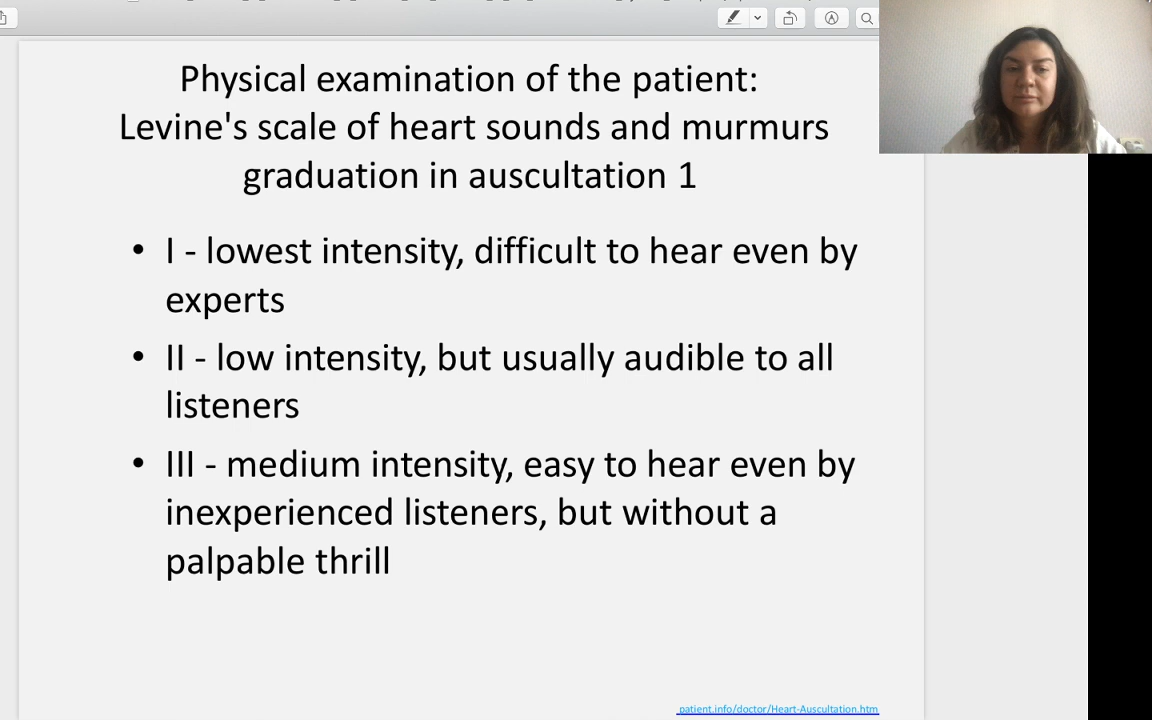 Physical examination of the patient:
Levine's scale of heart sounds and murmurs
graduation in auscultation 1
• I - lowest intensity, difficult to hear even by
experts
• II - low intensity, but usually audible to all
listeners
• III - medium intensity, easy to hear even by
inexperienced listeners, but without a
palpable thrill
patient.info/doctor/Heart-Auscultation.htm